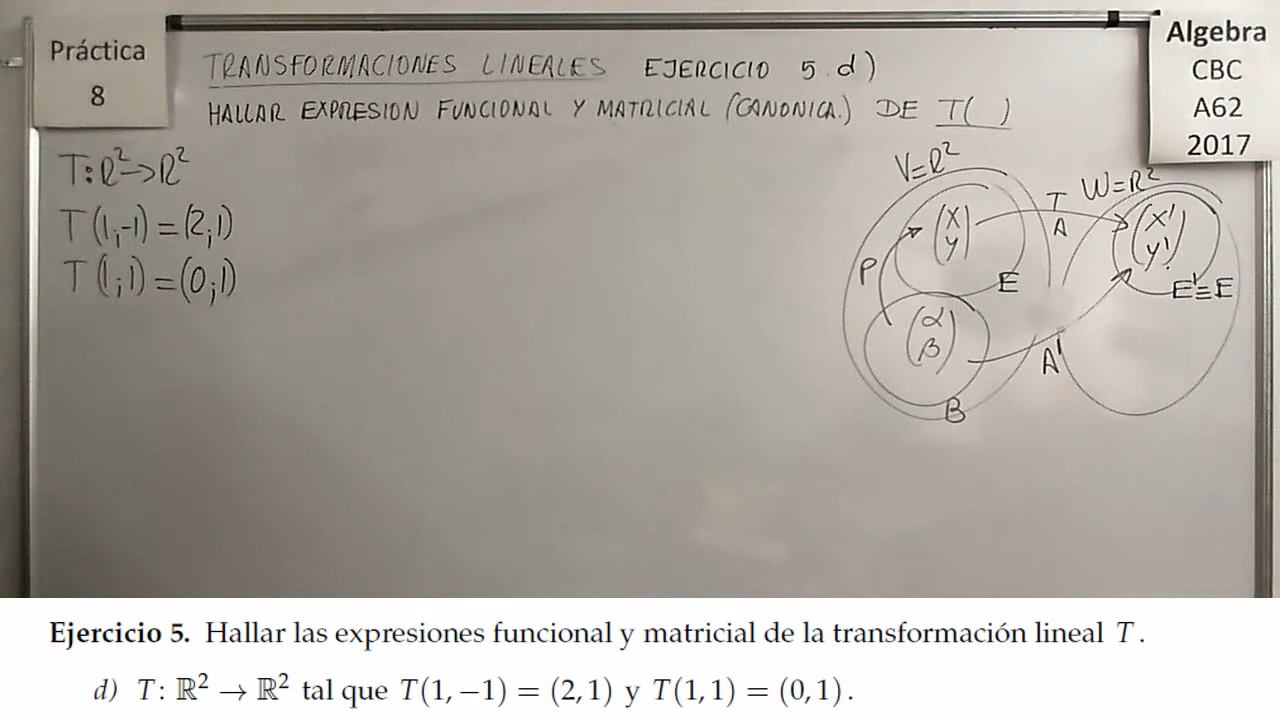 Práctica
8
TRANSFORMACIONES LINEALES EJERCICIO 5.d)
HALLAR EXPRESION FUNCIONAL Y MATRICIAL (CANONICA.) DE T( )
Algebra
CBC
A62
2017
T:R²→R²
T(1,-1)=(2,1)
T(1,1)=(0,1)
V=R²
W=R²
T
A
(x
y)
(x'
y')
P
E
E'≡E
(α
β)
A'
B
Ejercicio 5. Hallar las expresiones funcional y matricial de la transformación lineal T.
d) T: ℝ² → ℝ² tal que T(1, −1) = (2, 1) y T(1, 1) = (0, 1).